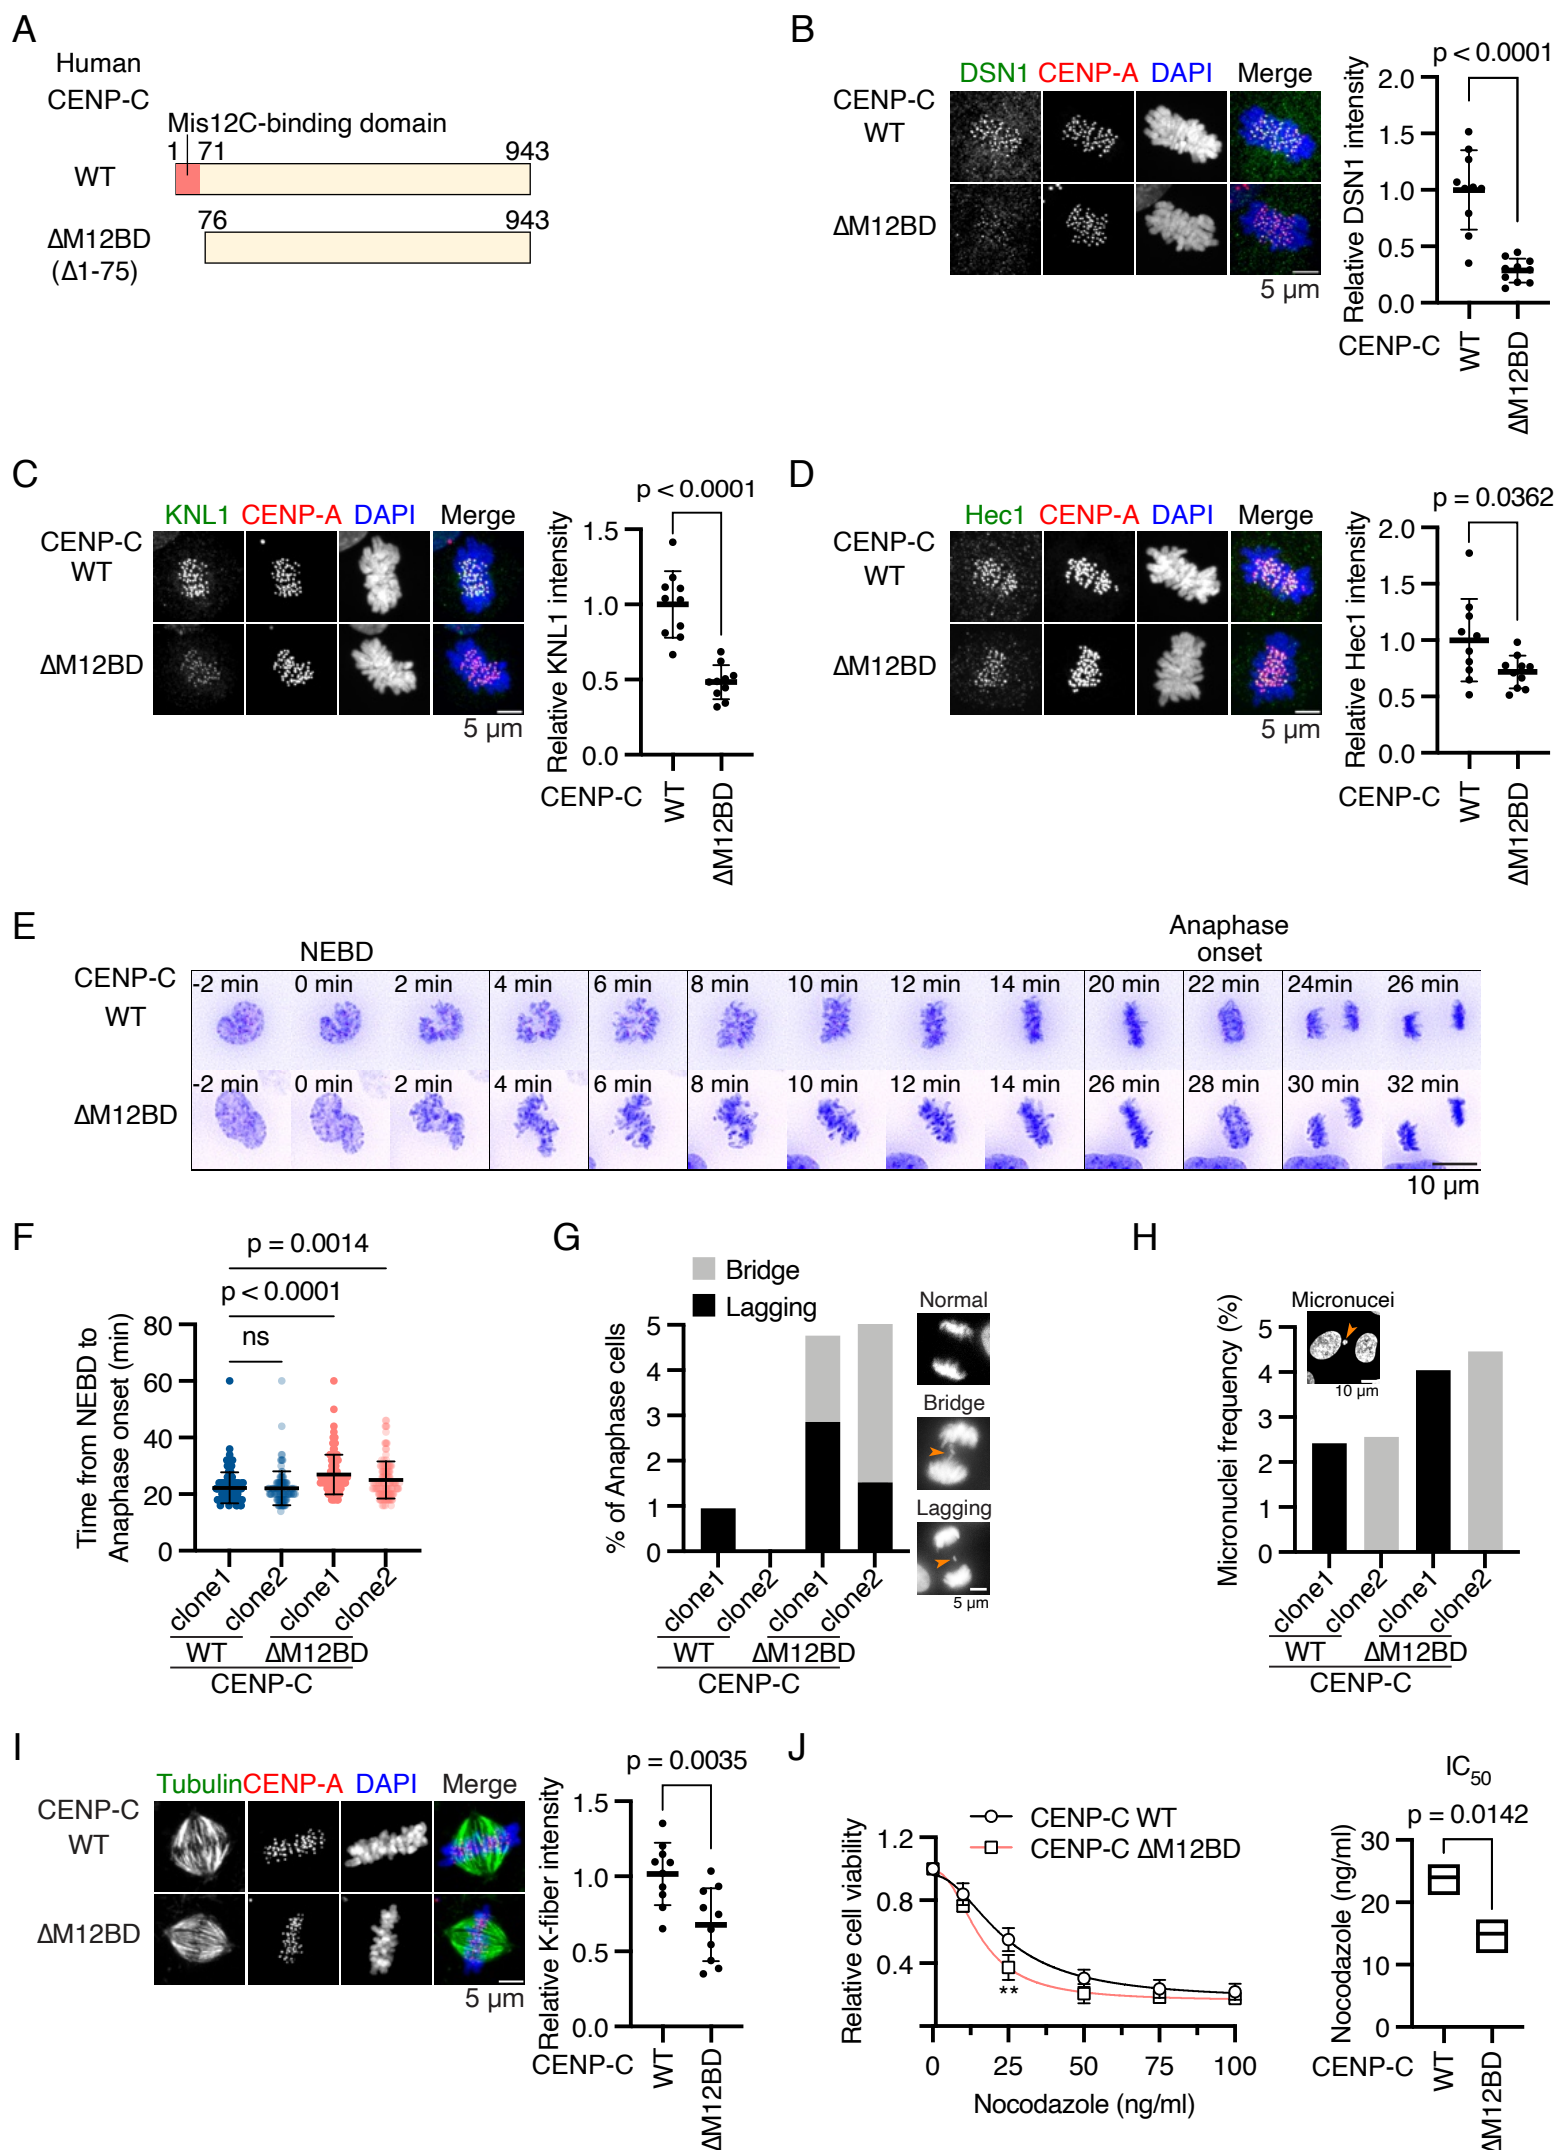 A
Human
CENP-C
Mis12C-binding domain
1 71 943
WT
76 943
ΔM12BD
(Δ1-75)
B
DSN1 CENP-A DAPI Merge
CENP-C
WT
ΔM12BD
5 µm
p < 0.0001
Relative DSN1 intensity
2.0
1.5
1.0
0.5
0.0
CENP-C WT ΔM12BD
C
KNL1 CENP-A DAPI Merge
CENP-C
WT
ΔM12BD
5 µm
p < 0.0001
Relative KNL1 intensity
1.5
1.0
0.5
0.0
CENP-C WT ΔM12BD
D
Hec1 CENP-A DAPI Merge
CENP-C
WT
ΔM12BD
5 µm
p = 0.0362
Relative Hec1 intensity
2.0
1.5
1.0
0.5
0.0
CENP-C WT ΔM12BD
E
NEBD
Anaphase
onset
CENP-C
WT
-2 min 0 min 2 min 4 min 6 min 8 min 10 min 12 min 14 min 20 min 22 min 24min 26 min
ΔM12BD
-2 min 0 min 2 min 4 min 6 min 8 min 10 min 12 min 14 min 26 min 28 min 30 min 32 min
10 µm
F
p = 0.0014
p < 0.0001
ns
Time from NEBD to
Anaphase onset (min)
80
60
40
20
0
clone1 clone2 clone1 clone2
WT ΔM12BD
CENP-C
G
Bridge
Lagging
% of Anaphase cells
5
4
3
2
1
0
clone1 clone2 clone1 clone2
WT ΔM12BD
CENP-C
Normal
Bridge
Lagging
5 µm
H
Micronuclei frequency (%)
5
4
3
2
1
0
Micronuclei
10 µm
clone1 clone2 clone1 clone2
WT ΔM12BD
CENP-C
I
Tubulin CENP-A DAPI Merge
CENP-C
WT
ΔM12BD
5 µm
p = 0.0035
Relative K-fiber intensity
1.5
1.0
0.5
0.0
CENP-C WT ΔM12BD
J
CENP-C WT
CENP-C ΔM12BD
Relative cell viability
1.2
0.8
0.4
**
0 25 50 75 100
Nocodazole (ng/ml)
IC50
p = 0.0142
Nocodazole (ng/ml)
30
20
10
0
CENP-C WT ΔM12BD